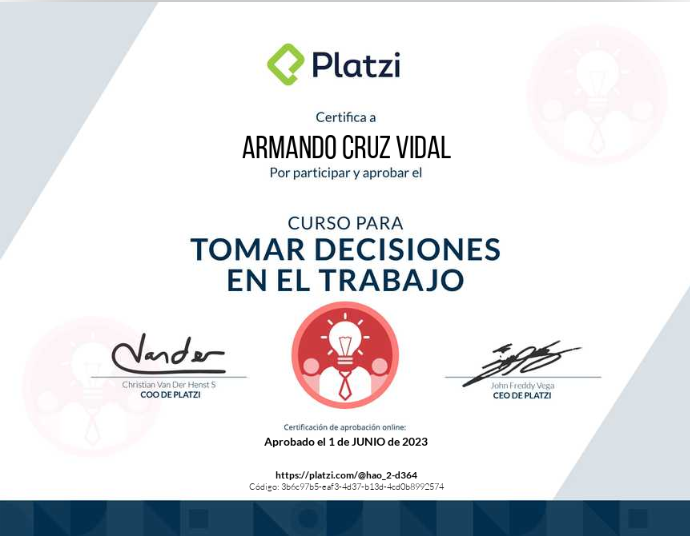 Platzi
Certifica a
ARMANDO CRUZ VIDAL
Por participar y aprobar el
CURSO PARA
TOMAR DECISIONES
EN EL TRABAJO
Vander
Christian Van Der Henst S
COO DE PLATZI
John Freddy Vega
CEO DE PLATZI
Certificación de aprobación online:
Aprobado el 1 de JUNIO de 2023
https://platzi.com/@hao_2-d364
Código: 3b6c97b5-eaf3-4d37-b13d-4cd0b8992574